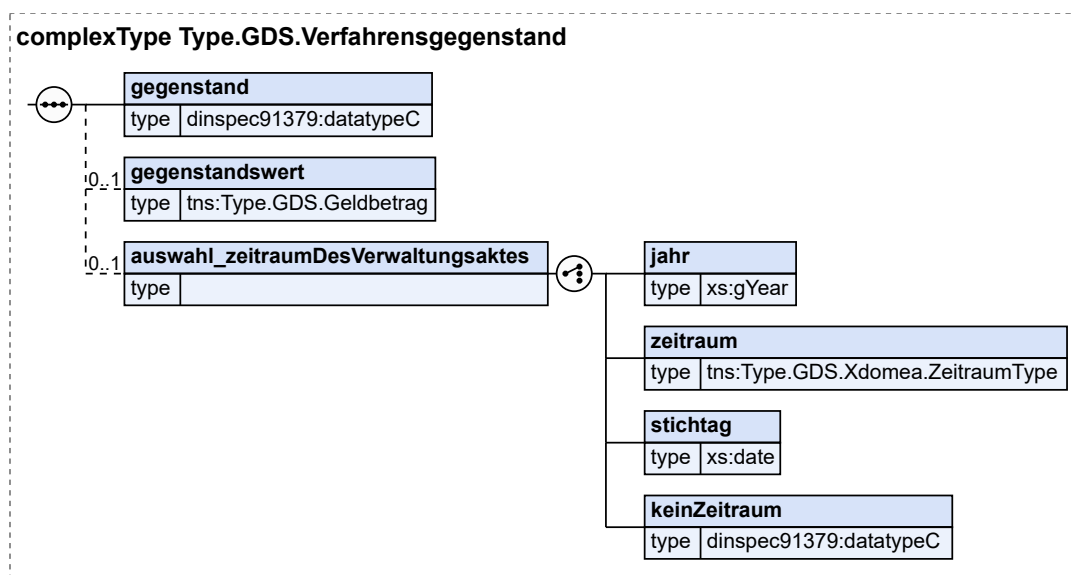 complexType Type.GDS.Verfahrensgegenstand
gegenstand
type dinspec91379:datatypeC
0..1 gegenstandswert
type tns:Type.GDS.Geldbetrag
0..1 auswahl_zeitraumDesVerwaltungsaktes
type
jahr
type xs:gYear
zeitraum
type tns:Type.GDS.Xdomea.ZeitraumType
stichtag
type xs:date
keinZeitraum
type dinspec91379:datatypeC